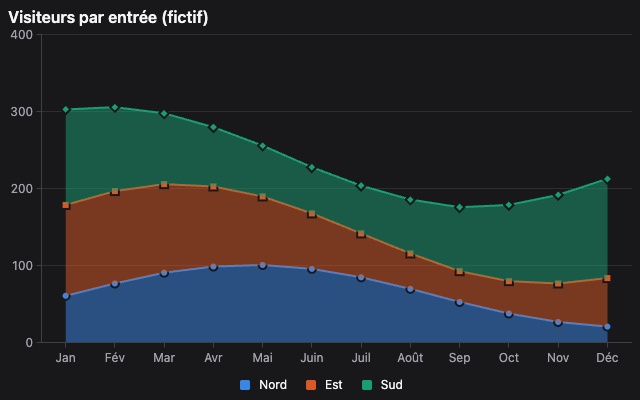 Visiteurs par entrée (fictif)
400
300
200
100
0
Jan Fév Mar Avr Mai Juin Juil Août Sep Oct Nov Déc
Nord Est Sud